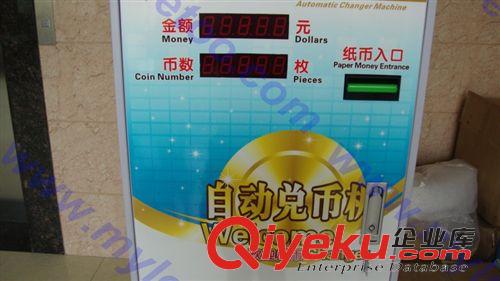 Automatic Changer Machine
金额 元
Money Dollars
币数 枚
Coin Number Pieces
纸币入口
Paper Money Entrance
自动兑币机
Welcome
Qiyeku.com 企业库
Enterprise Database